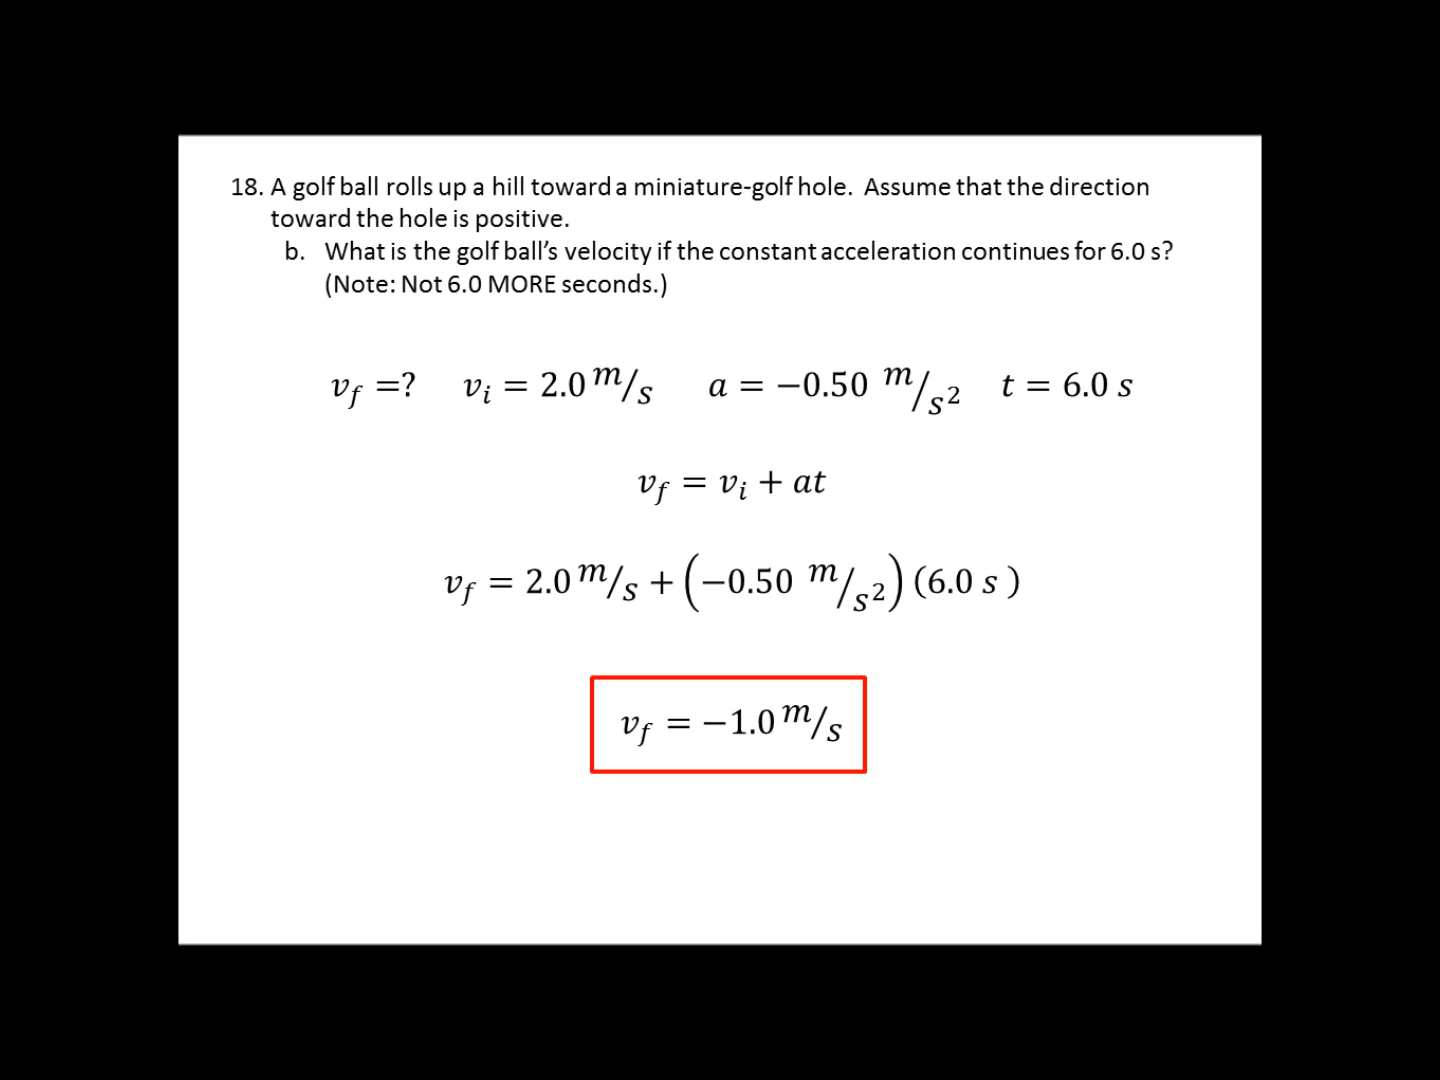 18. A golf ball rolls up a hill toward a miniature-golf hole. Assume that the direction
toward the hole is positive.
b. What is the golf ball’s velocity if the constant acceleration continues for 6.0 s?
(Note: Not 6.0 MORE seconds.)
v_f =? v_i = 2.0 m/s a = −0.50 m/s² t = 6.0 s
v_f = v_i + at
v_f = 2.0 m/s + (−0.50 m/s²) (6.0 s )
v_f = −1.0 m/s